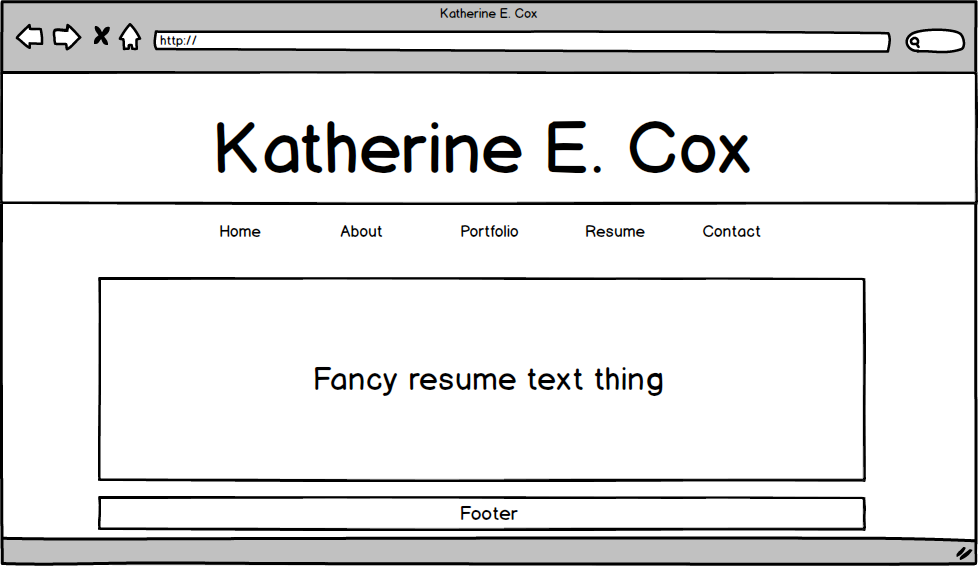 Katherine E. Cox
http://
Katherine E. Cox
Home About Portfolio Resume Contact
Fancy resume text thing
Footer